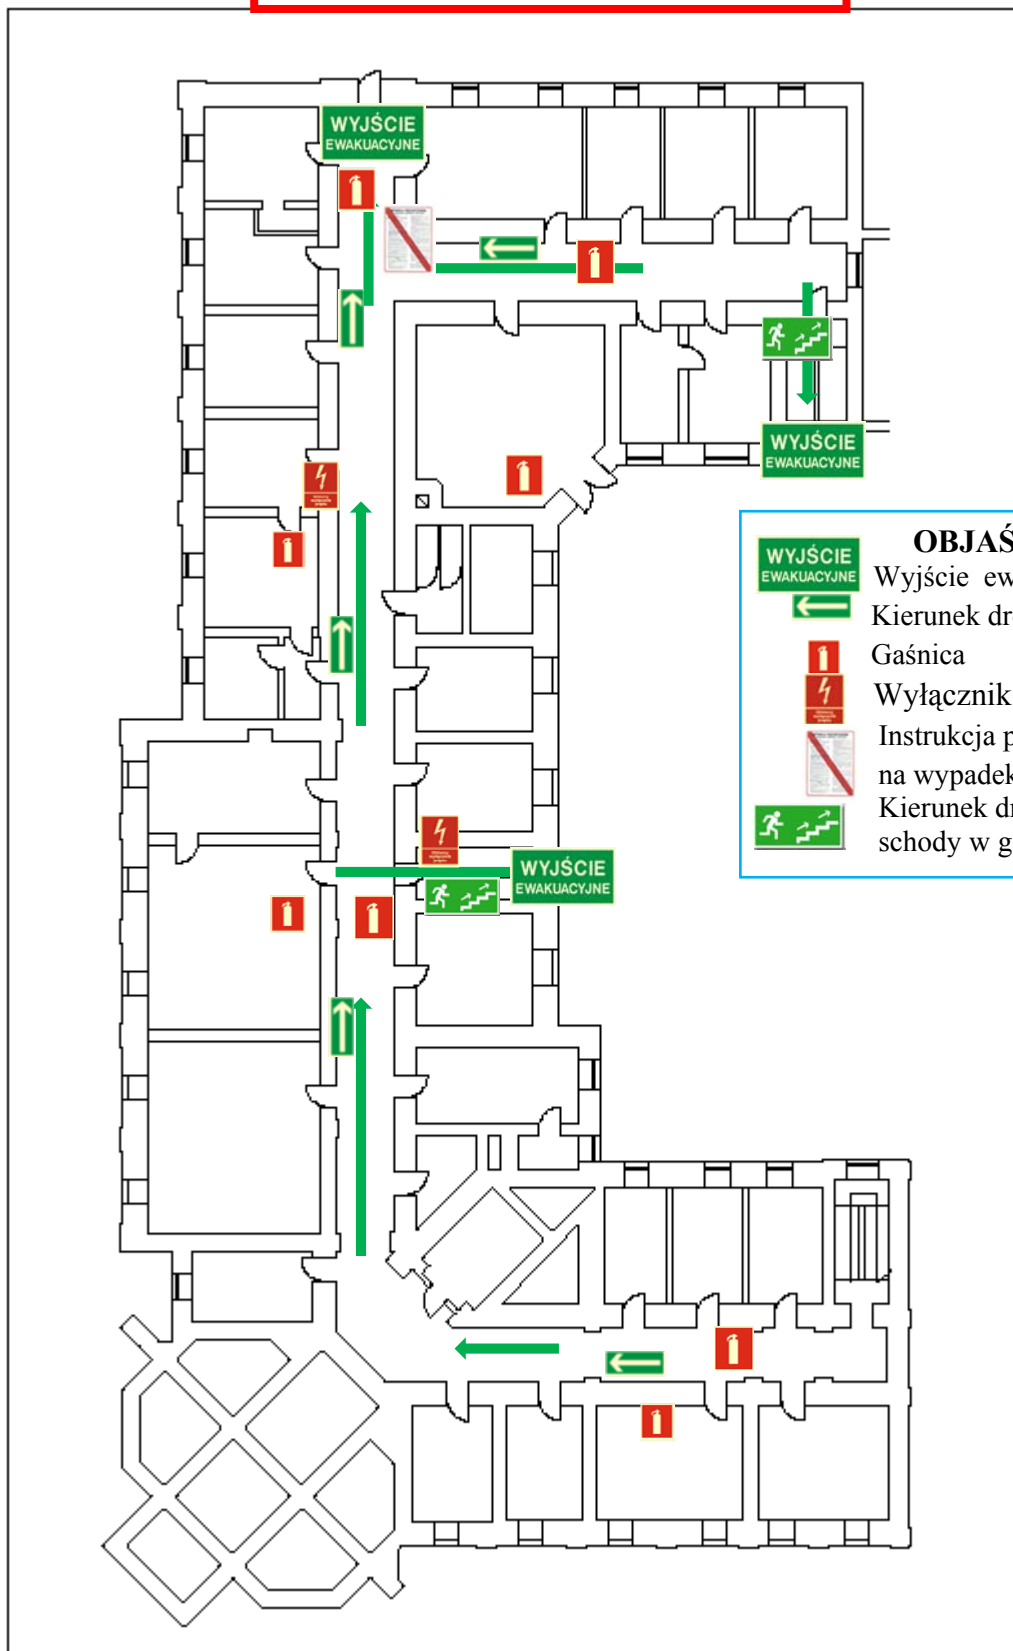 WYJŚCIE
EWAKUACYJNE
WYJŚCIE
EWAKUACYJNE
WYJŚCIE
EWAKUACYJNE
OBJAŚ
WYJŚCIE
EWAKUACYJNE
Wyjście ew
Kierunek dr
Gaśnica
Wyłącznik
Instrukcja p
na wypadek
Kierunek dr
schody w g